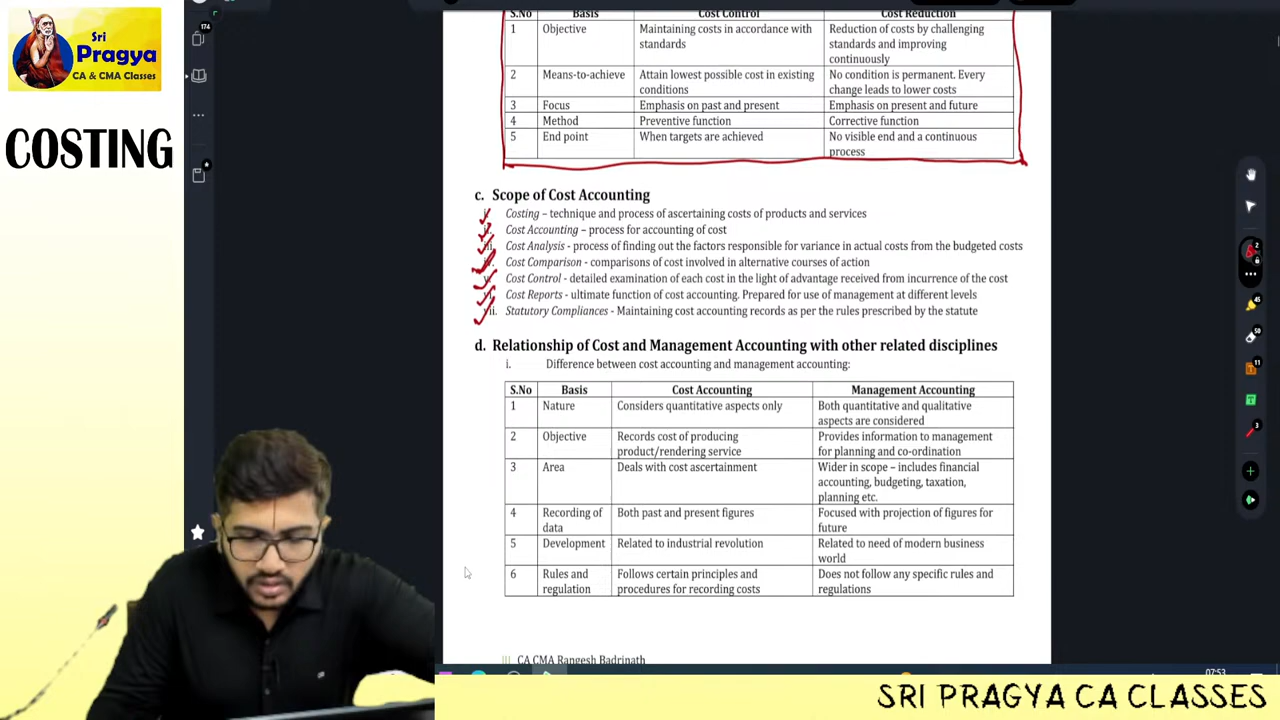 Sri
Pragya
CA & CMA Classes
COSTING
174
S.No Basis Cost Control Cost Reduction
1 Objective Maintaining costs in accordance with standards Reduction of costs by challenging standards and improving continuously
2 Means-to-achieve Attain lowest possible cost in existing conditions No condition is permanent. Every change leads to lower costs
3 Focus Emphasis on past and present Emphasis on present and future
4 Method Preventive function Corrective function
5 End point When targets are achieved No visible end and a continuous process
c. Scope of Cost Accounting
Costing – technique and process of ascertaining costs of products and services
Cost Accounting – process for accounting of cost
Cost Analysis - process of finding out the factors responsible for variance in actual costs from the budgeted costs
Cost Comparison - comparisons of cost involved in alternative courses of action
Cost Control - detailed examination of each cost in the light of advantage received from incurrence of the cost
Cost Reports - ultimate function of cost accounting. Prepared for use of management at different levels
vii. Statutory Compliances - Maintaining cost accounting records as per the rules prescribed by the statute
d. Relationship of Cost and Management Accounting with other related disciplines
i. Difference between cost accounting and management accounting:
S.No Basis Cost Accounting Management Accounting
1 Nature Considers quantitative aspects only Both quantitative and qualitative aspects are considered
2 Objective Records cost of producing product/rendering service Provides information to management for planning and co-ordination
3 Area Deals with cost ascertainment Wider in scope – includes financial accounting, budgeting, taxation, planning etc.
4 Recording of data Both past and present figures Focused with projection of figures for future
5 Development Related to industrial revolution Related to need of modern business world
6 Rules and regulation Follows certain principles and procedures for recording costs Does not follow any specific rules and regulations
CA CMA Rangesh Badrinath
2
45
50
11
3
07:53
SRI PRAGYA CA CLASSES